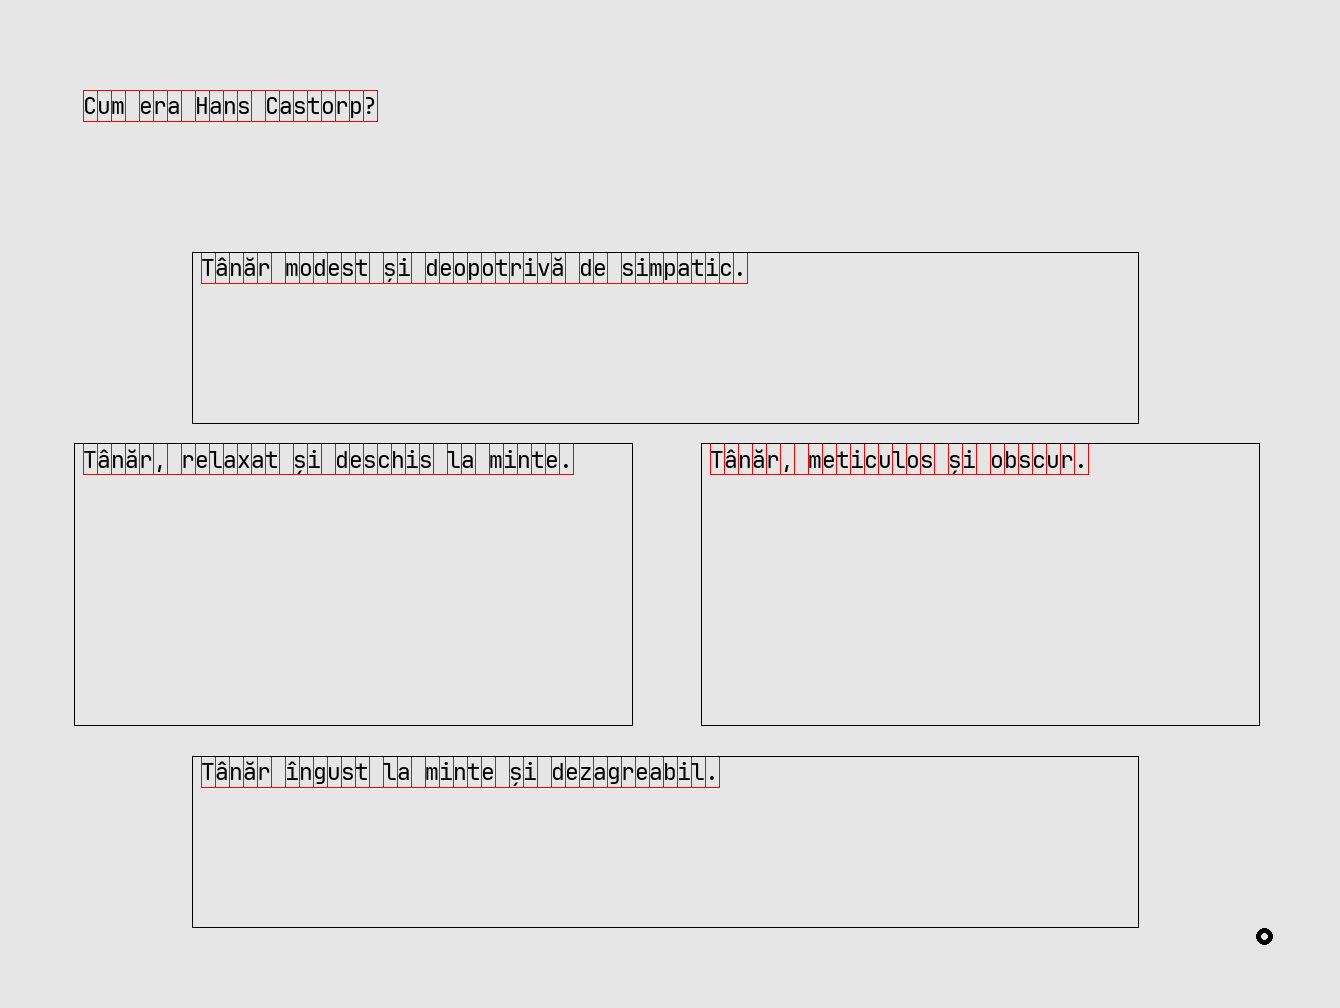 Cum era Hans Castorp?
Tânăr modest și deopotrivă de simpatic.
Tânăr, relaxat și deschis la minte.
Tânăr, meticulos și obscur.
Tânăr îngust la minte și dezagreabil.